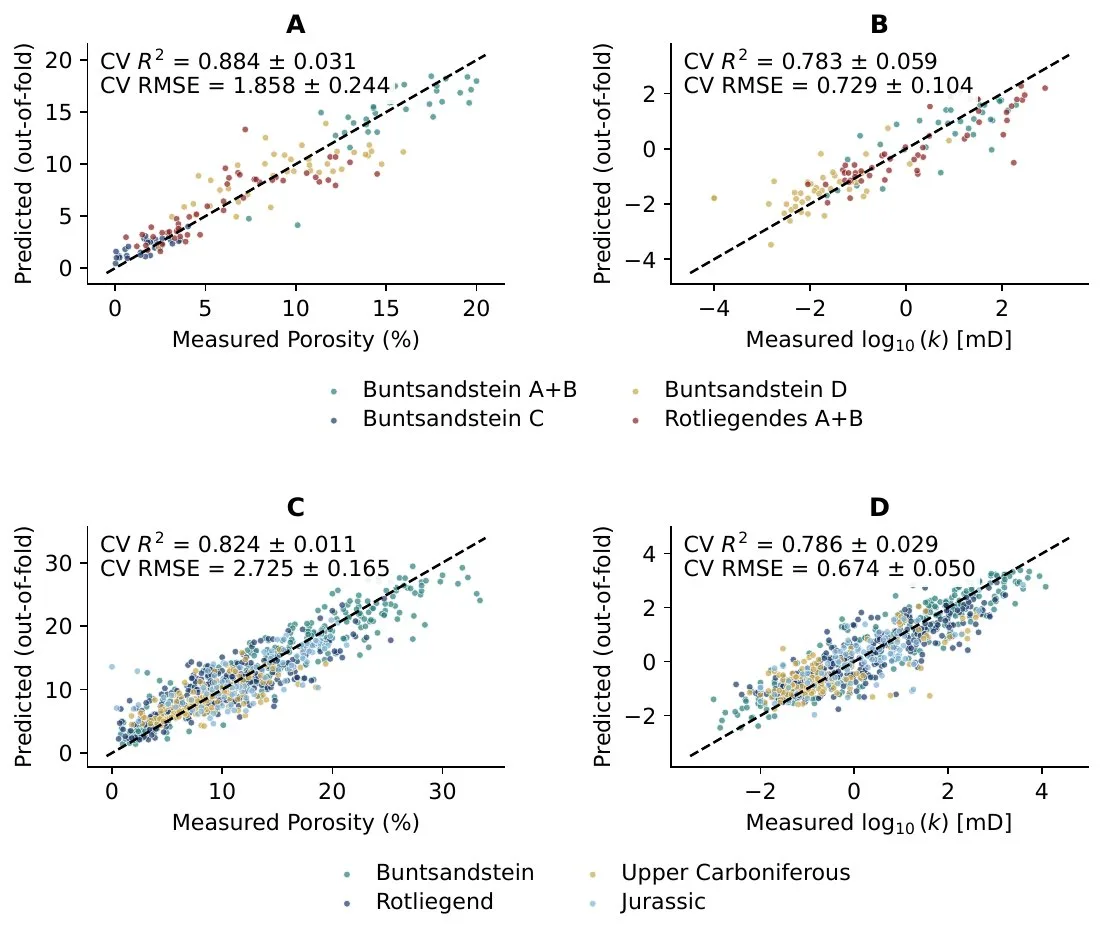 A
CV R² = 0.884 ± 0.031
CV RMSE = 1.858 ± 0.244
Predicted (out-of-fold)
20
15
10
5
0
0 5 10 15 20
Measured Porosity (%)
B
CV R² = 0.783 ± 0.059
CV RMSE = 0.729 ± 0.104
Predicted (out-of-fold)
2
0
−2
−4
−4 −2 0 2
Measured log₁₀ (k) [mD]
Buntsandstein A+B
Buntsandstein C
Buntsandstein D
Rotliegendes A+B
C
CV R² = 0.824 ± 0.011
CV RMSE = 2.725 ± 0.165
Predicted (out-of-fold)
30
20
10
0
0 10 20 30
Measured Porosity (%)
D
CV R² = 0.786 ± 0.029
CV RMSE = 0.674 ± 0.050
Predicted (out-of-fold)
4
2
0
−2
−2 0 2 4
Measured log₁₀ (k) [mD]
Buntsandstein
Rotliegend
Upper Carboniferous
Jurassic